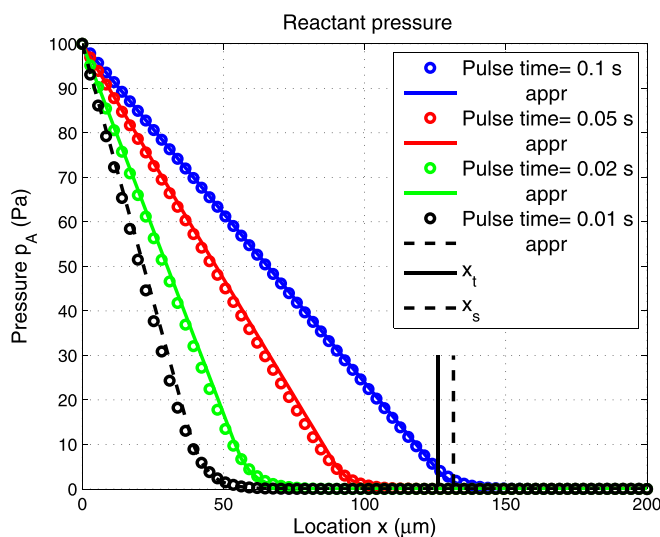 Reactant pressure
100
90
80
70
60
50
40
30
20
10
0
Pressure p_A (Pa)
Pulse time= 0.1 s
appr
Pulse time= 0.05 s
appr
Pulse time= 0.02 s
appr
Pulse time= 0.01 s
appr
x_t
x_s
0 50 100 150 200
Location x (μm)